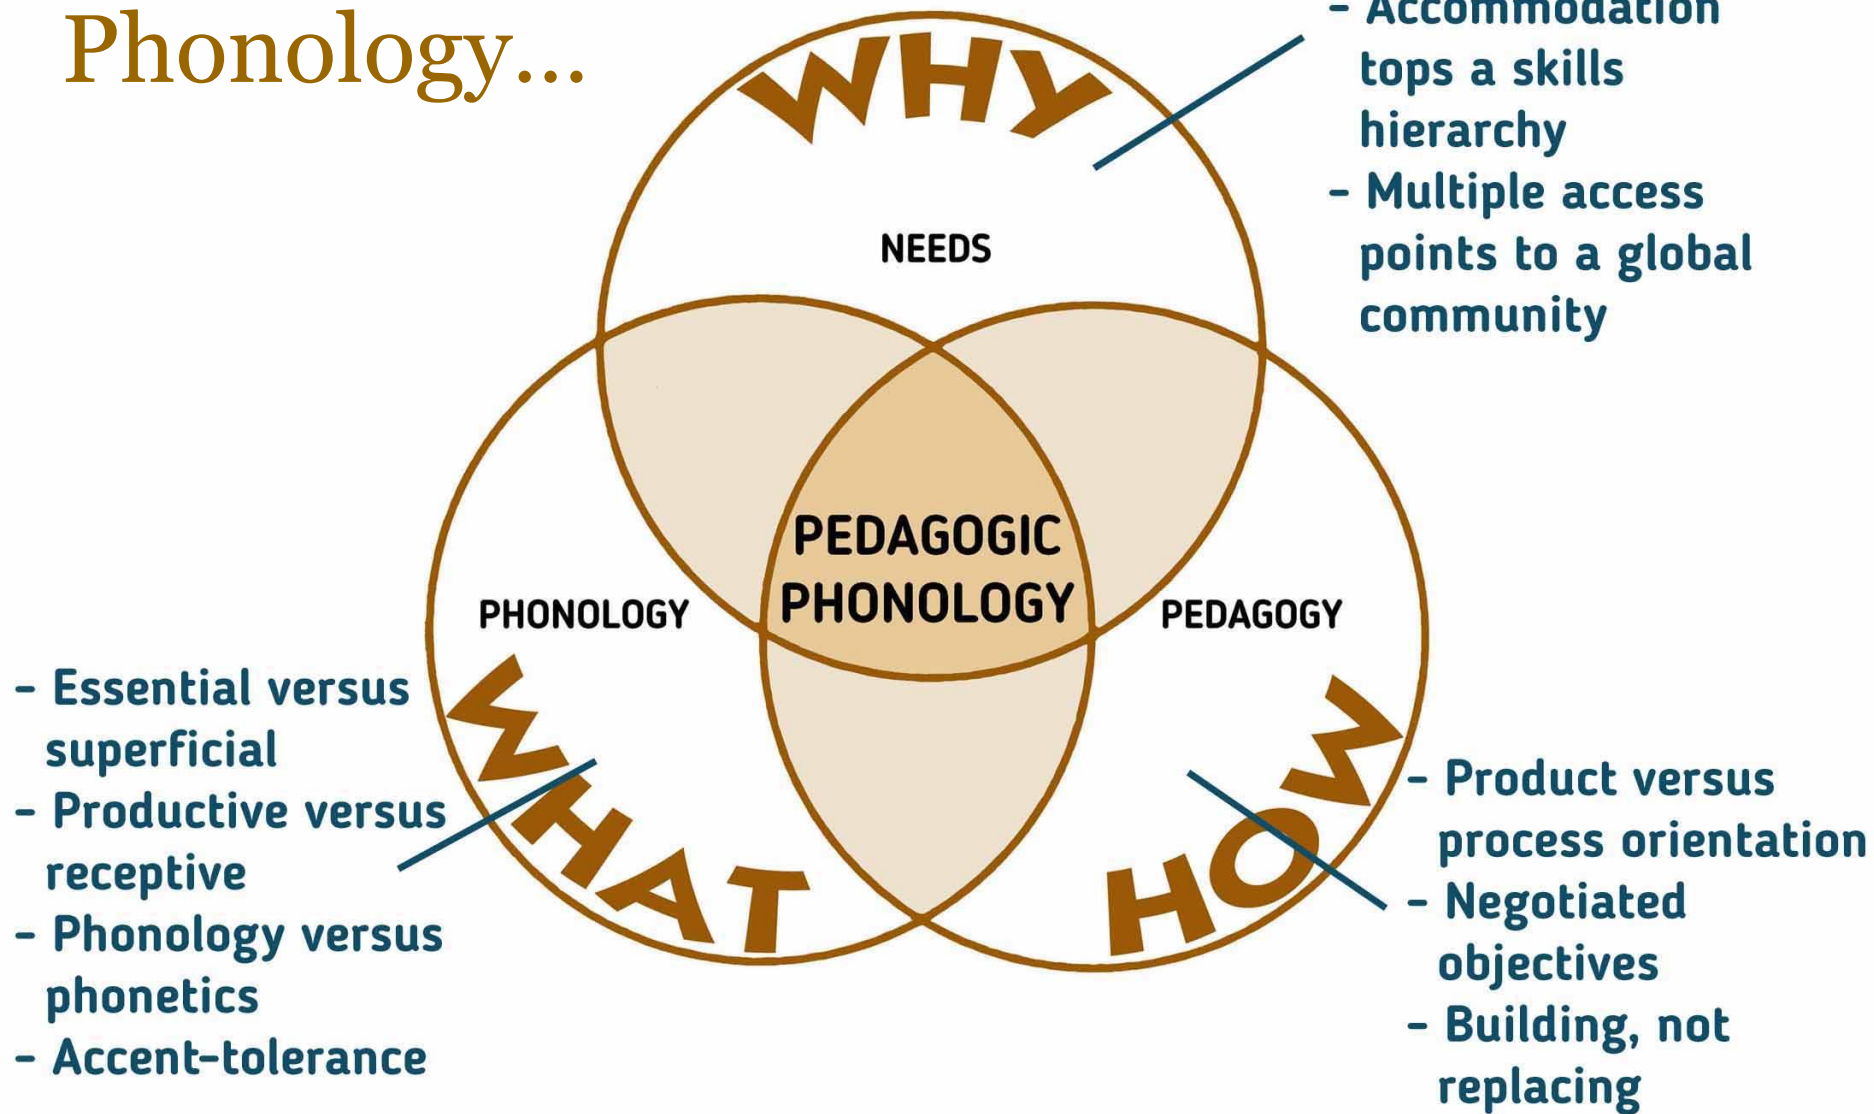 Phonology...
- Accommodation
tops a skills
hierarchy
- Multiple access
points to a global
community
WHY
NEEDS
PEDAGOGIC
PHONOLOGY
PHONOLOGY
PEDAGOGY
WHAT
HOW
- Essential versus
superficial
- Productive versus
receptive
- Phonology versus
phonetics
- Accent-tolerance
- Product versus
process orientation
- Negotiated
objectives
- Building, not
replacing